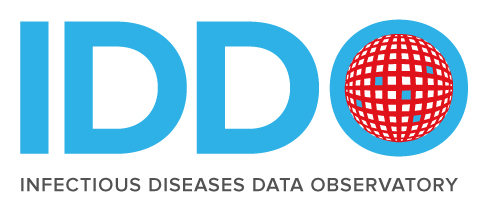 IDDO
INFECTIOUS DISEASES DATA OBSERVATORY